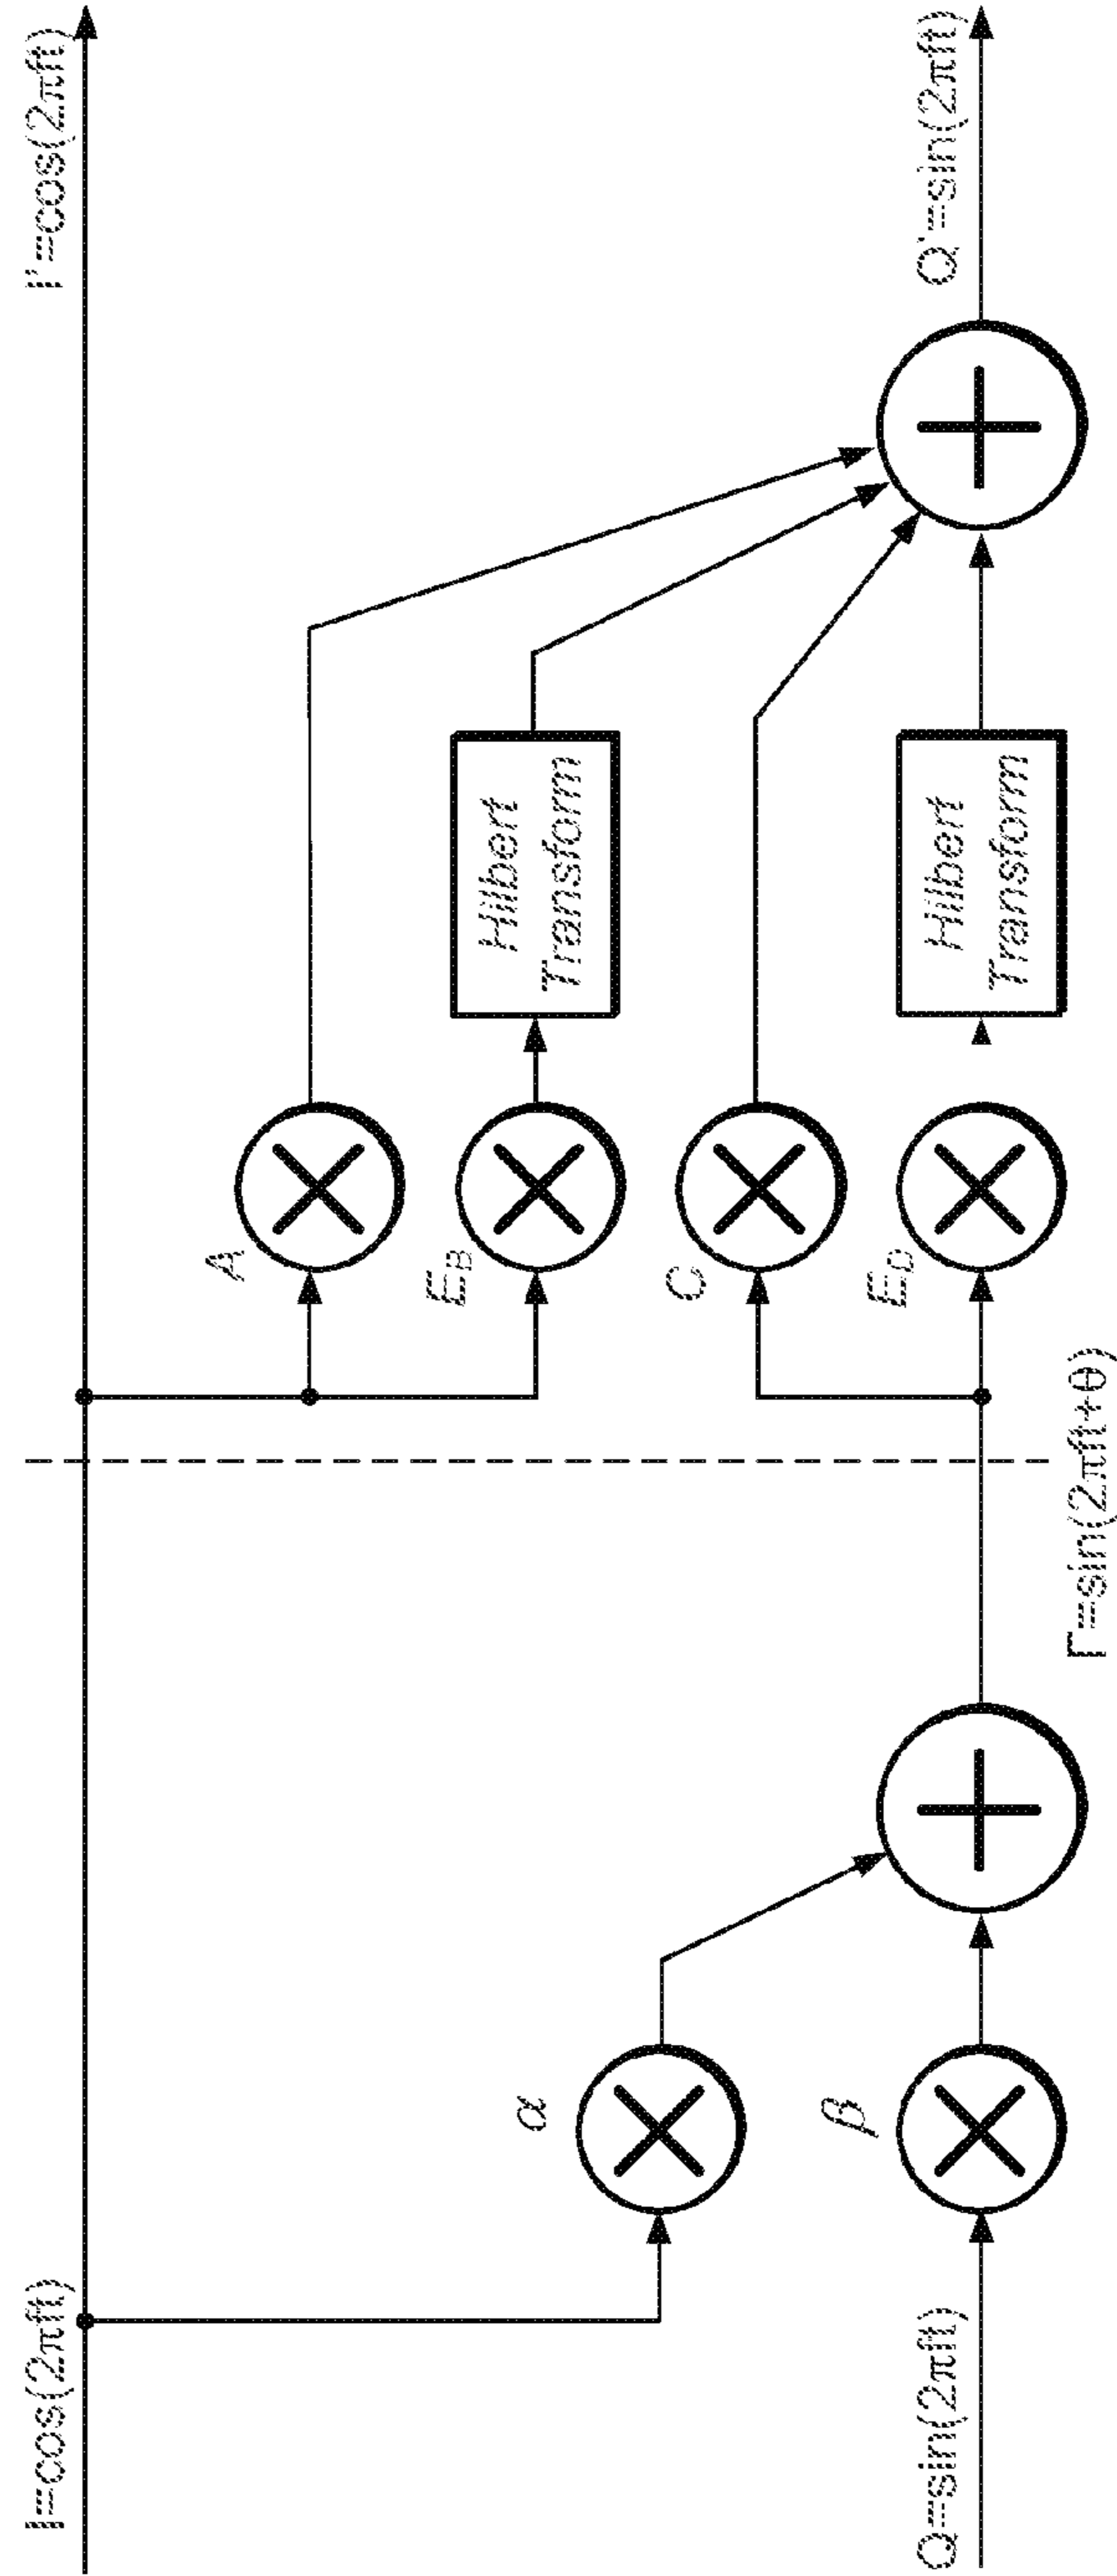 I=cos(2πft)
I'=cos(2πft)
A
E_B
Hilbert
Transform
α
C
β
E_D
Hilbert
Transform
Q=sin(2πft)
Q'=sin(2πft)
Γ=sin(2πft+θ)